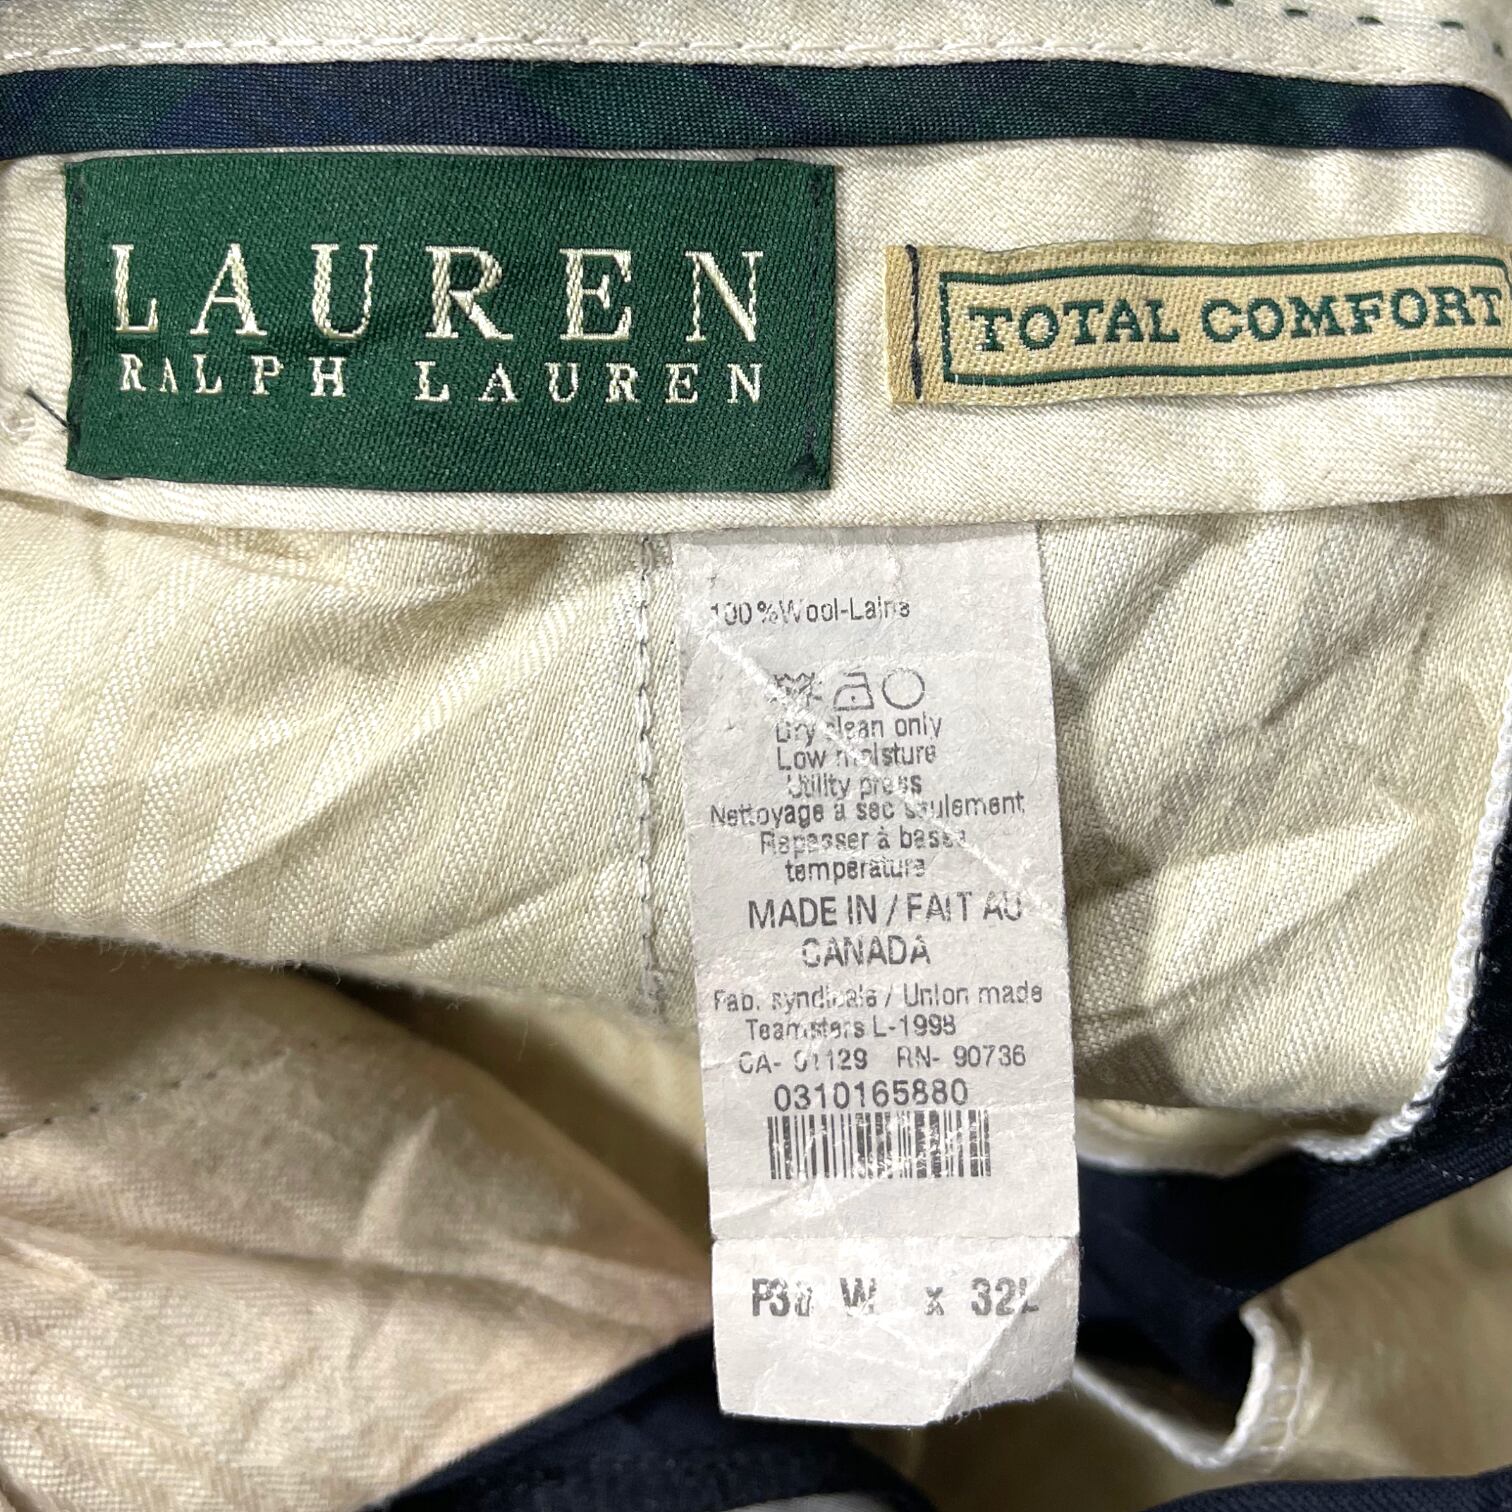 LAUREN
RALPH LAUREN
TOTAL COMFORT
100%Wool-Laine
Dry clean only
Low moisture
Utility press
Nettoyage à sec seulement
Repasser à basse
température
MADE IN / FAIT AU
CANADA
Fab. syndicale / Union made
Teamsters L-1998
CA- 01129 RN- 90736
0310165880
W x 32L